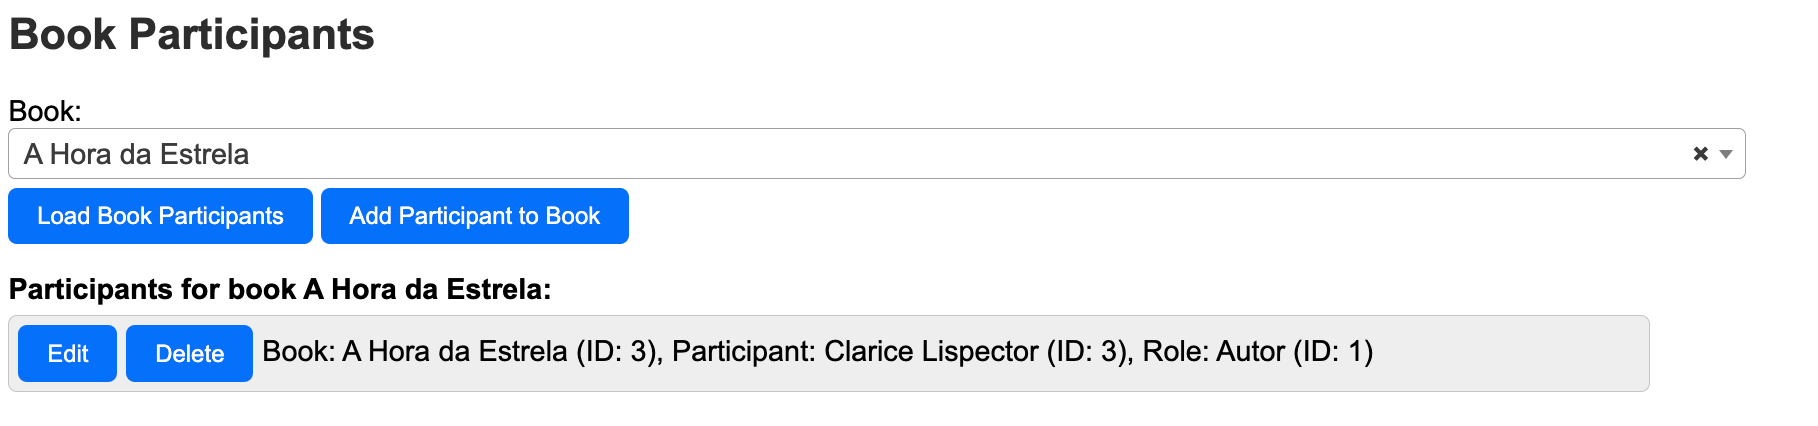 Book Participants
Book:
A Hora da Estrela
Load Book Participants Add Participant to Book
Participants for book A Hora da Estrela:
Edit Delete Book: A Hora da Estrela (ID: 3), Participant: Clarice Lispector (ID: 3), Role: Autor (ID: 1)